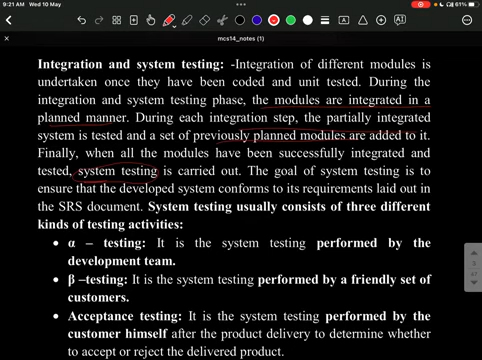 9:21 AM Wed 10 May
mcs14_notes (1)
Integration and system testing: -Integration of different modules is
undertaken once they have been coded and unit tested. During the
integration and system testing phase, the modules are integrated in a
planned manner. During each integration step, the partially integrated
system is tested and a set of previously planned modules are added to it.
Finally, when all the modules have been successfully integrated and
tested, system testing is carried out. The goal of system testing is to
ensure that the developed system conforms to its requirements laid out in
the SRS document. System testing usually consists of three different
kinds of testing activities:
• α – testing: It is the system testing performed by the
development team.
• β –testing: It is the system testing performed by a friendly set of
customers.
• Acceptance testing: It is the system testing performed by the
customer himself after the product delivery to determine whether
to accept or reject the delivered product.